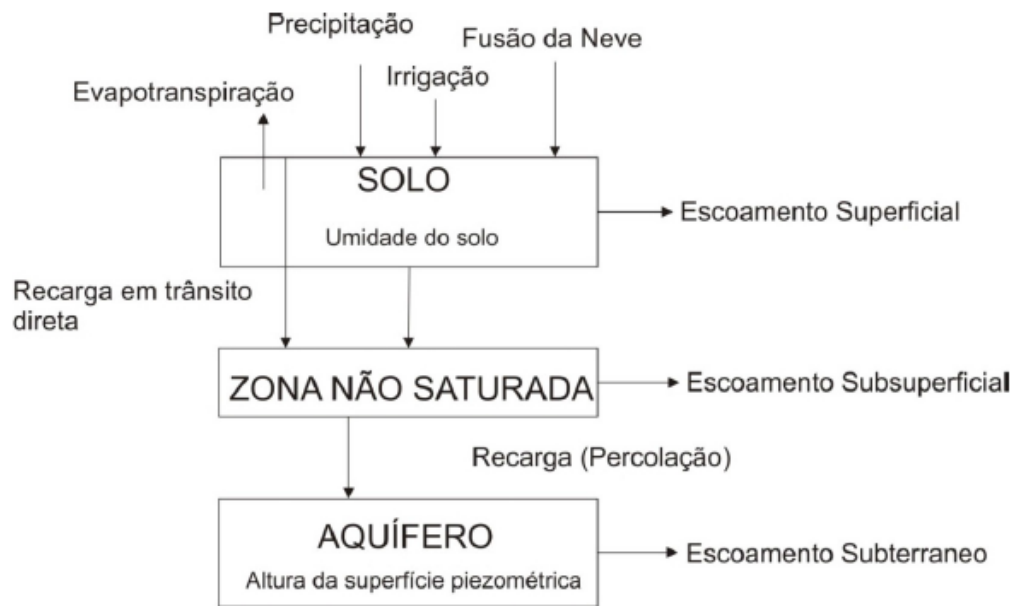 Precipitação
Fusão da Neve
Irrigação
Evapotranspiração
SOLO
Umidade do solo
Escoamento Superficial
Recarga em trânsito
direta
ZONA NÃO SATURADA
Escoamento Subsuperficial
Recarga (Percolação)
AQUÍFERO
Altura da superfície piezométrica
Escoamento Subterraneo